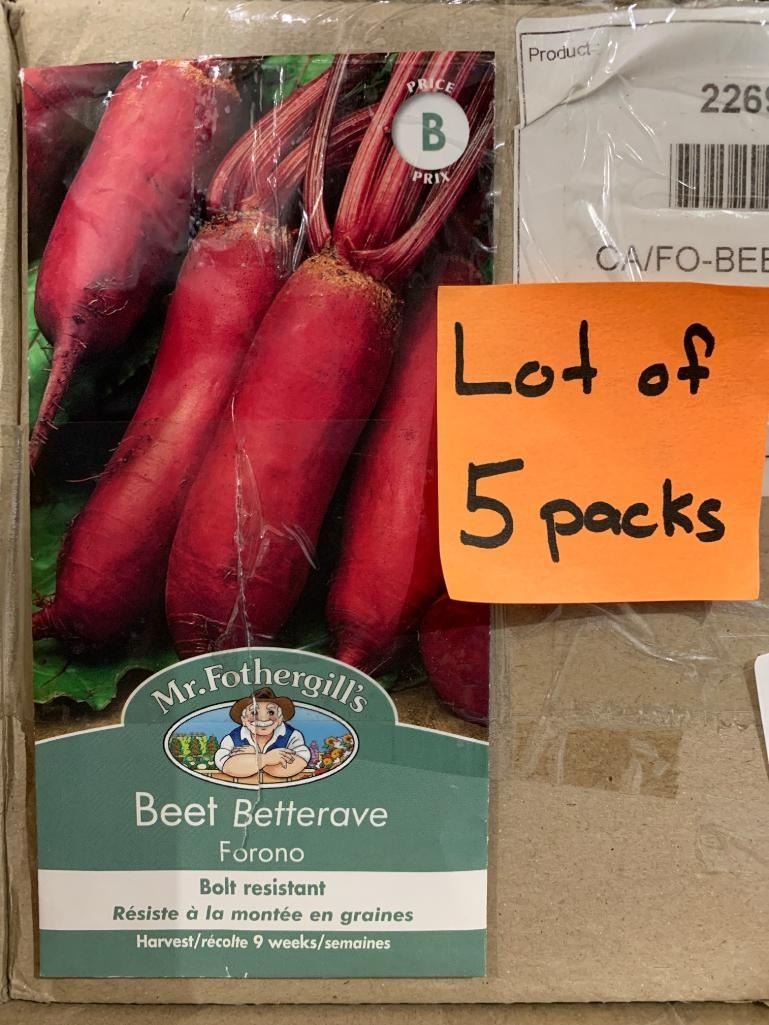 PRICE
B
PRIX
Product:
CA/FO-BEE
Lot of
5 packs
Mr. Fothergill's
Beet Betterave
Forono
Bolt resistant
Résiste à la montée en graines
Harvest/récolte 9 weeks/semaines